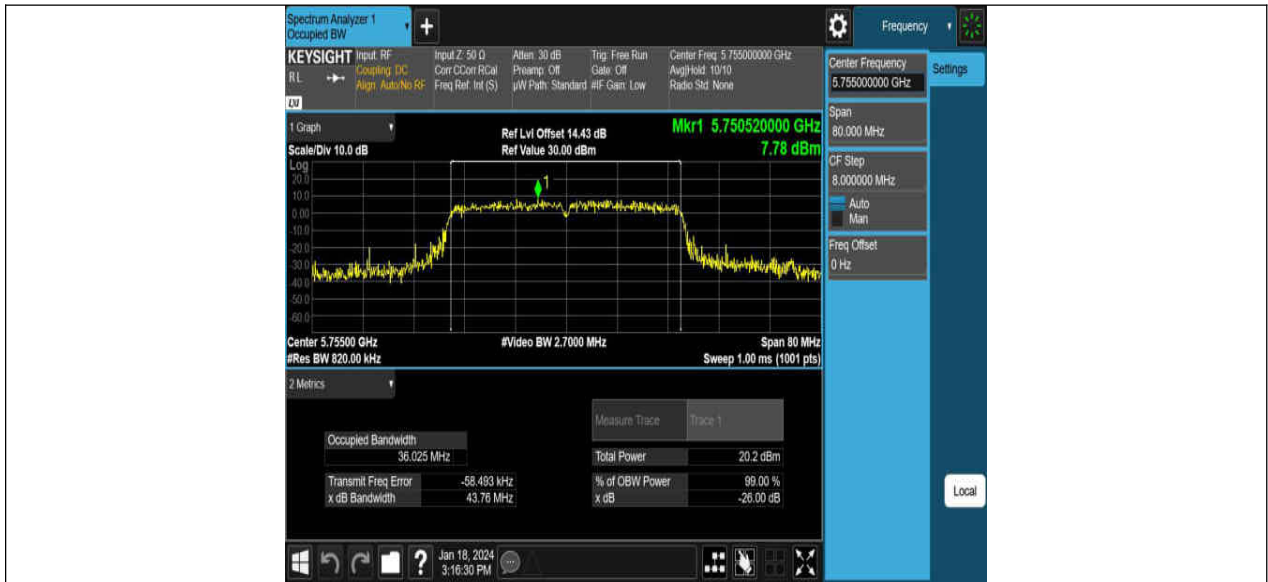 Spectrum Analyzer 1
Occupied BW
+
Frequency
KEYSIGHT
RL
LXI
Input: RF
Coupling: DC
Align: Auto/No RF
Input Z: 50 Ω
Corr CCorr RCal
Freq Ref: Int (S)
Atten: 30 dB
Preamp: Off
µW Path: Standard
Trig: Free Run
Gate: Off
#IF Gain: Low
Center Freq: 5.755000000 GHz
Avg|Hold: 10/10
Radio Std: None
Center Frequency
5.755000000 GHz
Settings
Span
80.000 MHz
CF Step
8.000000 MHz
Auto
Man
Freq Offset
0 Hz
1 Graph
Scale/Div 10.0 dB
Ref Lvl Offset 14.43 dB
Ref Value 30.00 dBm
Mkr1 5.750520000 GHz
7.78 dBm
Log
20.0
10.0
0.00
-10.0
-20.0
-30.0
-40.0
-50.0
-60.0
1
Center 5.75500 GHz
#Res BW 820.00 kHz
#Video BW 2.7000 MHz
Span 80 MHz
Sweep 1.00 ms (1001 pts)
2 Metrics
Measure Trace Trace 1
Occupied Bandwidth
36.025 MHz
Total Power 20.2 dBm
Transmit Freq Error -58.493 kHz
% of OBW Power 99.00 %
x dB Bandwidth 43.76 MHz
x dB -26.00 dB
Local
?
Jan 18, 2024
3:16:30 PM